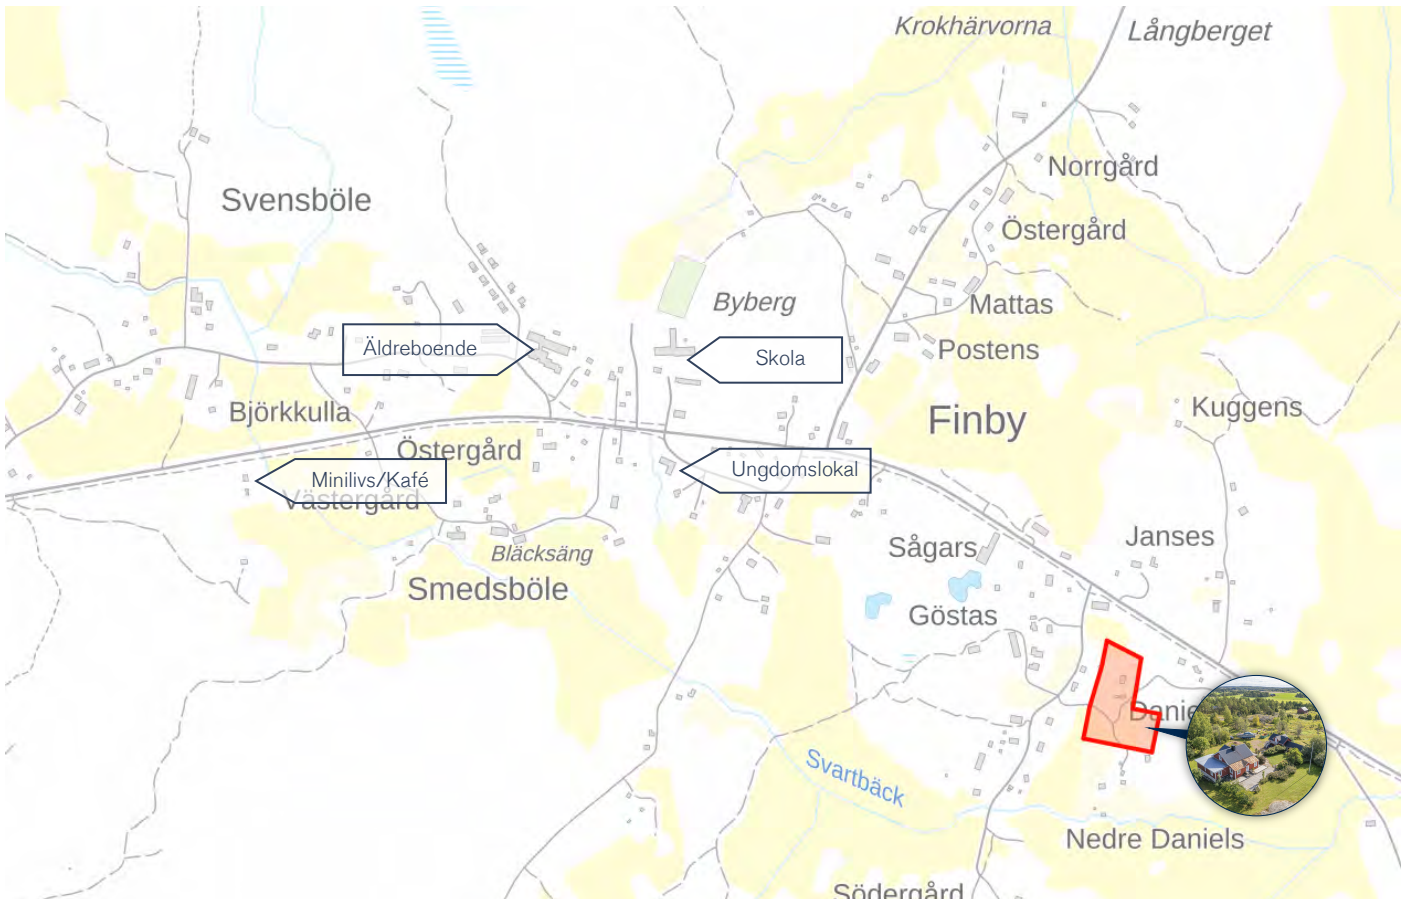 Krokhärvorna
Långberget
Norrgård
Svensböle
Östergård
Byberg
Mattas
Äldreboende
Skola
Postens
Björkkulla
Finby
Kuggens
Östergård
Minilivs/Kafé
Ungdomslokal
Västergård
Bläcksäng
Sågars
Janses
Smedsböle
Göstas
Danie
Svartbäck
Nedre Daniels
Södergård